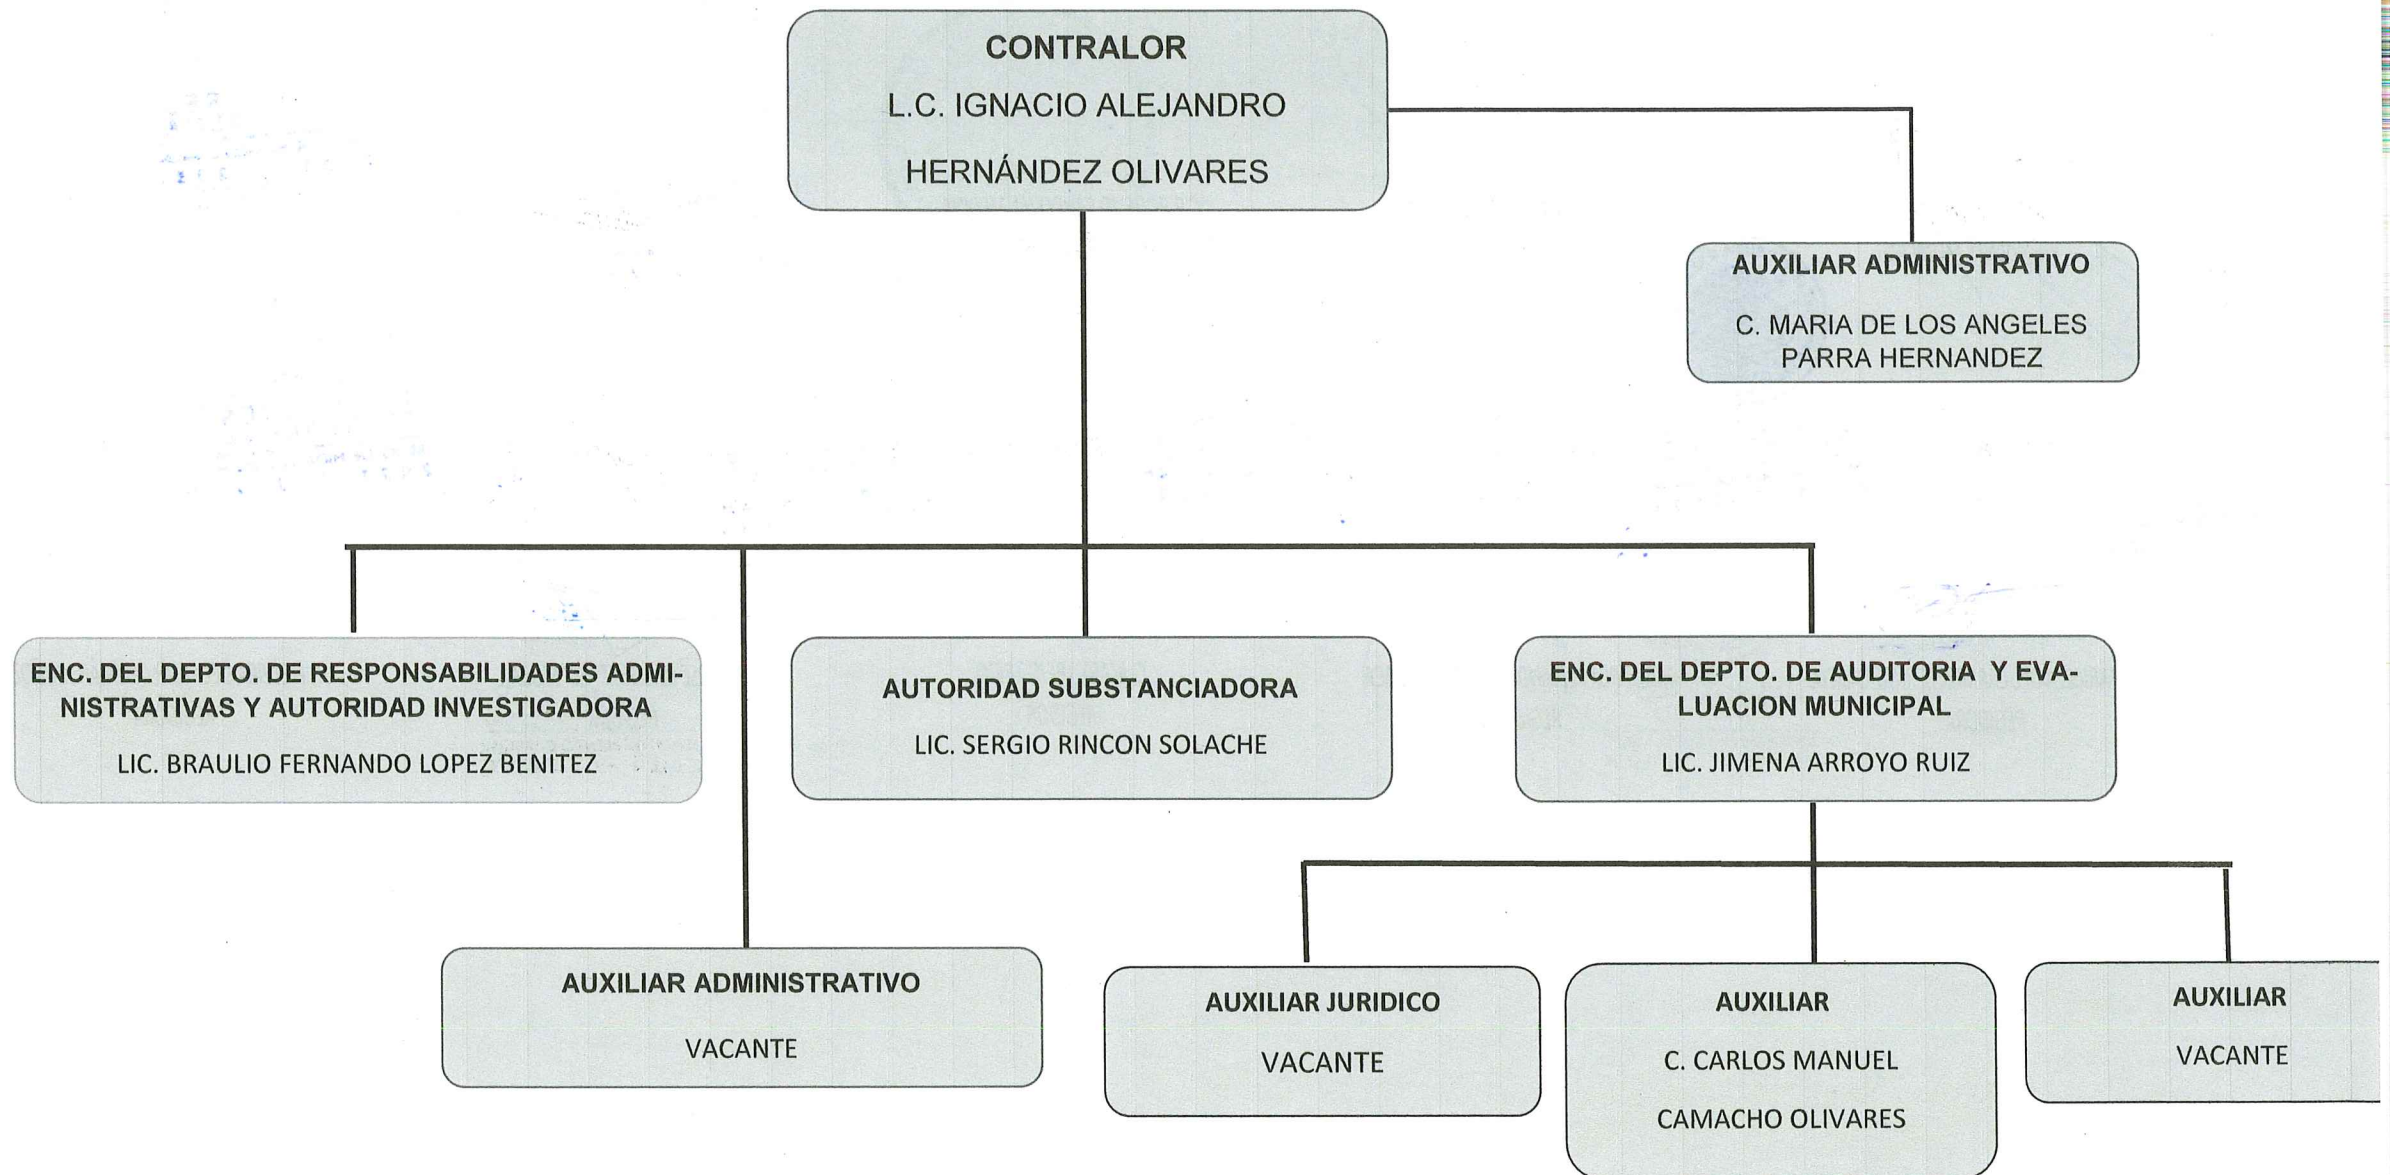 CONTRALOR
L.C. IGNACIO ALEJANDRO
HERNÁNDEZ OLIVARES
AUXILIAR ADMINISTRATIVO
C. MARIA DE LOS ANGELES
PARRA HERNANDEZ
ENC. DEL DEPTO. DE RESPONSABILIDADES ADMI-
NISTRATIVAS Y AUTORIDAD INVESTIGADORA
LIC. BRAULIO FERNANDO LOPEZ BENITEZ
AUTORIDAD SUBSTANCIADORA
LIC. SERGIO RINCON SOLACHE
ENC. DEL DEPTO. DE AUDITORIA Y EVA-
LUACION MUNICIPAL
LIC. JIMENA ARROYO RUIZ
AUXILIAR ADMINISTRATIVO
VACANTE
AUXILIAR JURIDICO
VACANTE
AUXILIAR
C. CARLOS MANUEL
CAMACHO OLIVARES
AUXILIAR
VACANTE